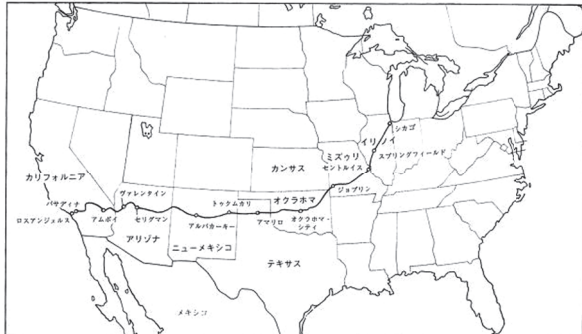 シカゴ
イリノイ
スプリングフィールド
ミズゥリ
セントルイス
カンサス
ジョプリン
カリフォルニア
ヴァレンタイン
オクラホマ
トゥクムカリ
パサディナ
アムボイ
セリグマン
ロスアンジェルス
アルバカーキー
アマリロ
オクラホマ・
シティ
アリゾナ
ニューメキシコ
テキサス
メキシコ